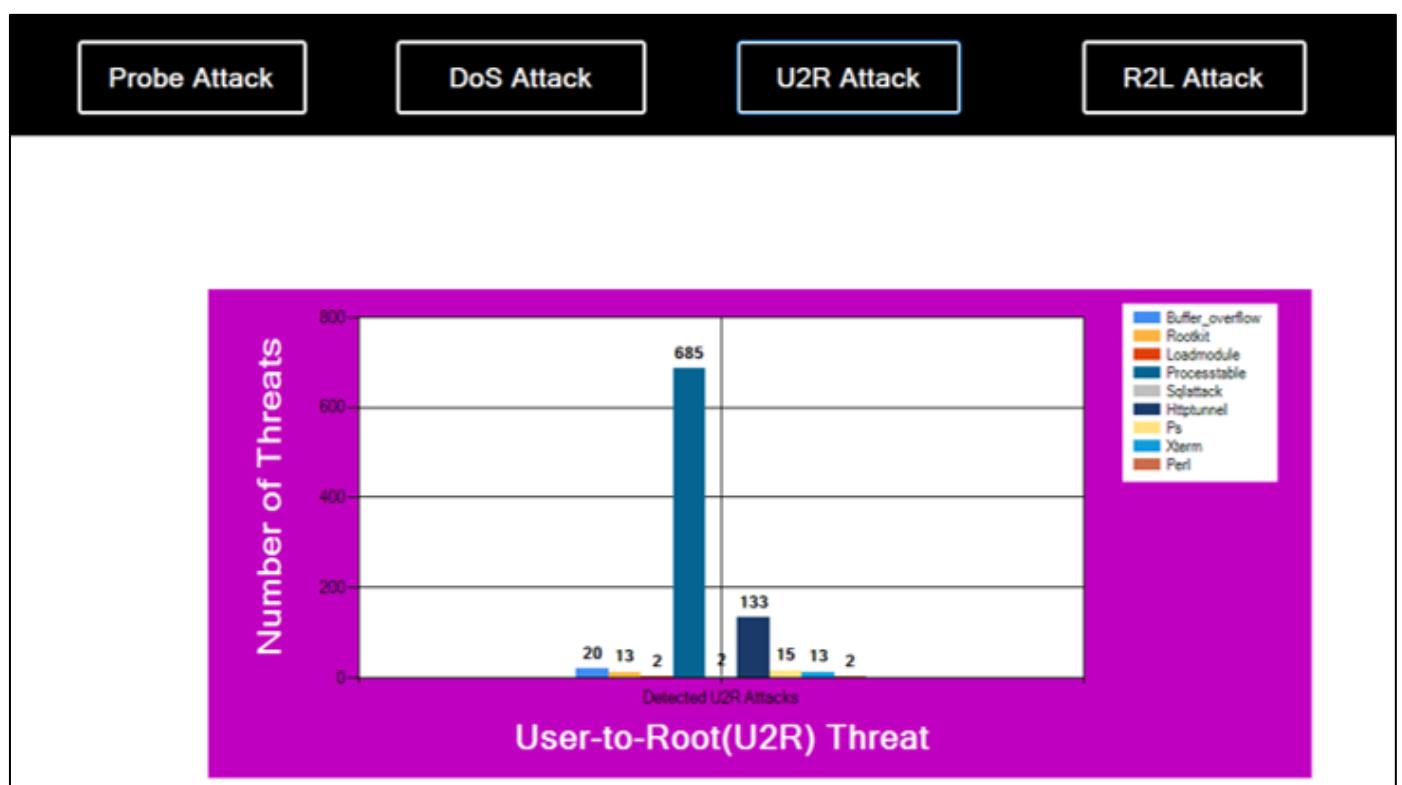 Probe Attack
DoS Attack
U2R Attack
R2L Attack
Number of Threats
800
600
400
200
0
685
133
20
13
2
2
15
13
2
Detected U2R Attacks
User-to-Root(U2R) Threat
Buffer_overflow
Rootkit
Loadmodule
Processtable
Sqlattack
Httptunnel
Ps
Xterm
Perl